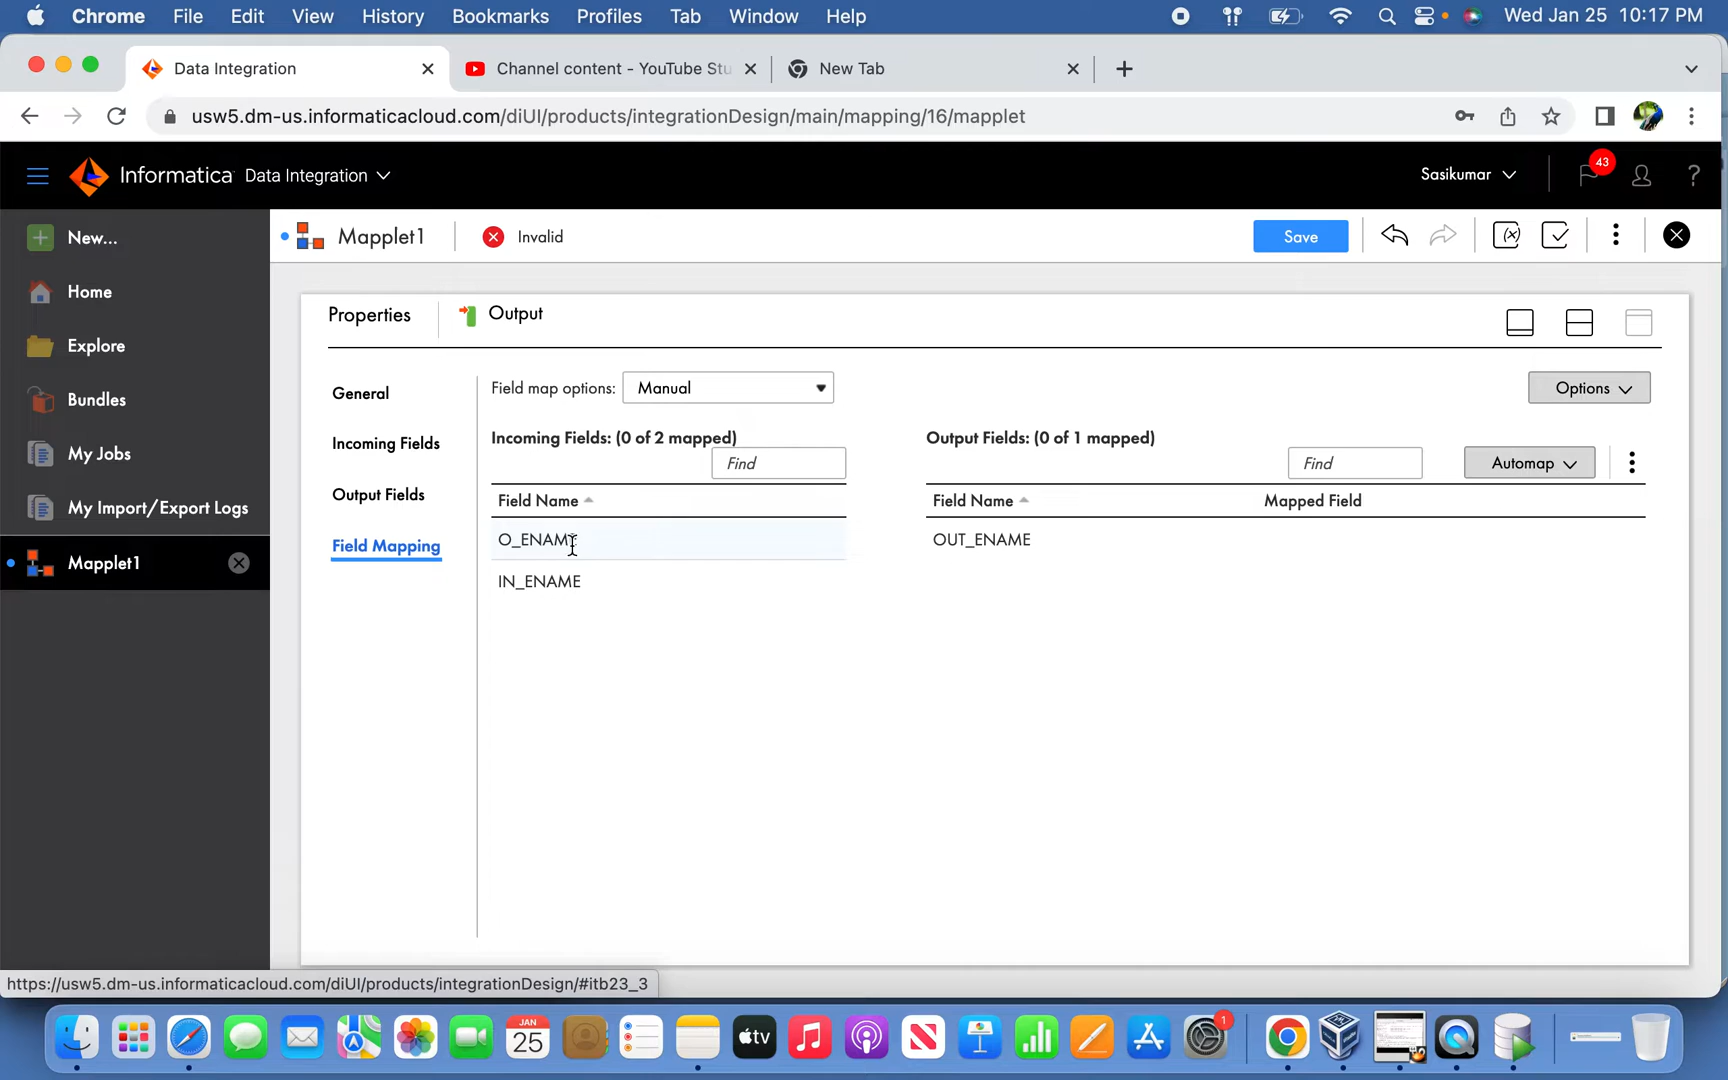 Chrome File Edit View History Bookmarks Profiles Tab Window Help Wed Jan 25 10:17 PM
Data Integration Channel content - YouTube Stu New Tab
usw5.dm-us.informaticacloud.com/diUI/products/integrationDesign/main/mapping/16/mapplet
Informatica Data Integration Sasikumar 43 ?
New... Mapplet1 Invalid Save
Home
Properties Output
Explore
General Field map options: Manual Options
Bundles
Incoming Fields Incoming Fields: (0 of 2 mapped) Output Fields: (0 of 1 mapped)
My Jobs Find Find Automap
Output Fields Field Name Field Name Mapped Field
My Import/Export Logs
Field Mapping O_ENAME OUT_ENAME
Mapplet1 IN_ENAME
https://usw5.dm-us.informaticacloud.com/diUI/products/integrationDesign/#itb23_3
JAN
25
tv
1